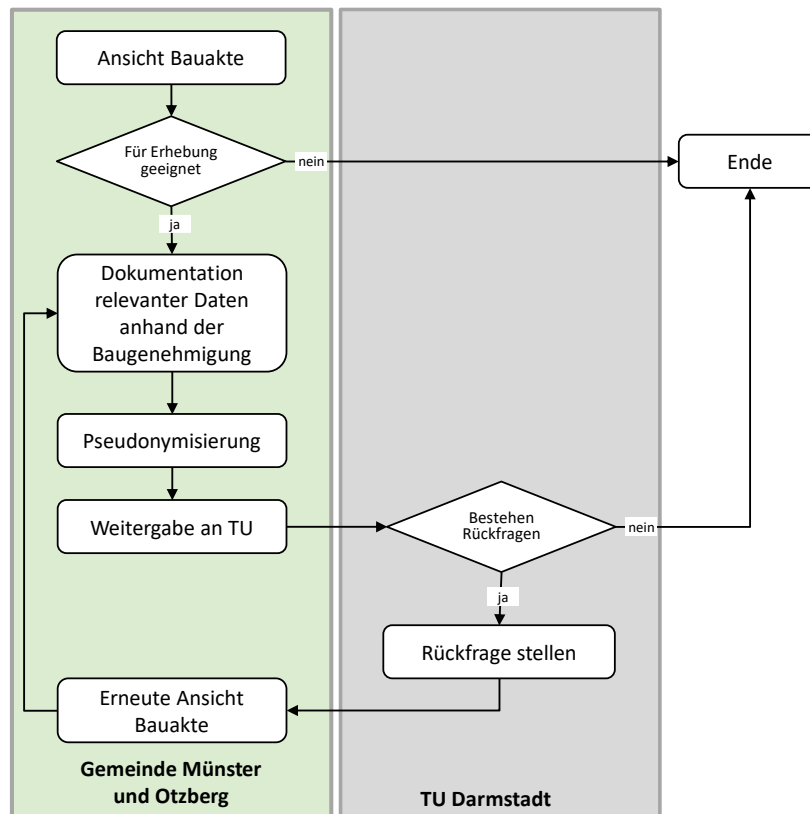 Ansicht Bauakte
Für Erhebung
geeignet
nein
Ende
ja
Dokumentation
relevanter Daten
anhand der
Baugenehmigung
Pseudonymisierung
Weitergabe an TU
Bestehen
Rückfragen
nein
ja
Rückfrage stellen
Erneute Ansicht
Bauakte
Gemeinde Münster
und Otzberg
TU Darmstadt